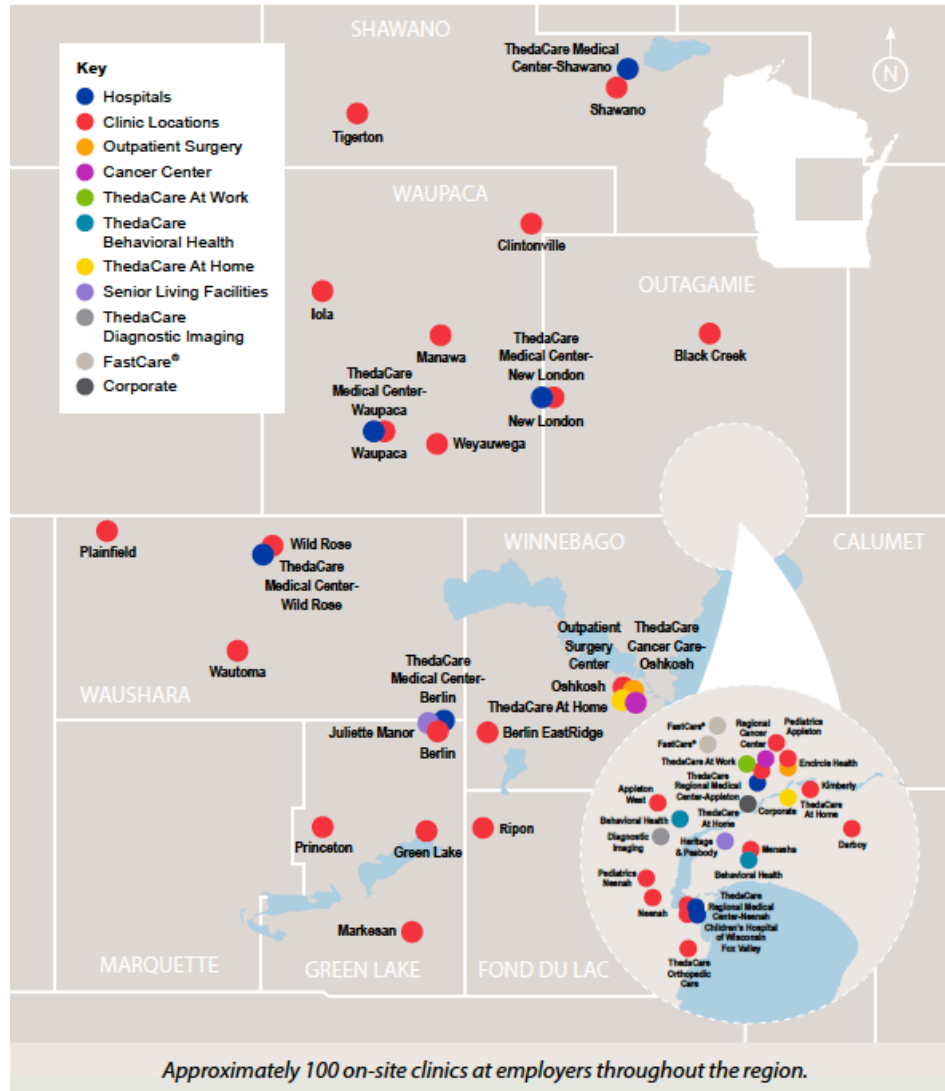 SHAWANO
ThedaCare Medical
Center-Shawano
N
Key
Hospitals
Clinic Locations
Outpatient Surgery
Cancer Center
ThedaCare At Work
ThedaCare
Behavioral Health
ThedaCare At Home
Senior Living Facilities
ThedaCare
Diagnostic Imaging
FastCare®
Corporate
Shawano
Tigerton
WAUPACA
Clintonville
OUTAGAMIE
Iola
Manawa
ThedaCare
Medical Center-
New London
Black Creek
ThedaCare
Medical Center-
Waupaca
New London
Waupaca
Weyauwega
Plainfield
Wild Rose
ThedaCare
Medical Center-
Wild Rose
WINNEBAGO
CALUMET
Wautoma
WAUSHARA
Outpatient
Surgery
Center
ThedaCare
Cancer Care-
Oshkosh
ThedaCare
Medical Center-
Berlin
Oshkosh
ThedaCare At Home
Juliette Manor
Berlin
Berlin EastRidge
Princeton
Green Lake
Ripon
Markesan
MARQUETTE
GREEN LAKE
FOND DU LAC
FastCare®
FastCare®
Regional
Cancer
Center
Pediatrics
Appleton
ThedaCare At Work
Encircle Health
ThedaCare
Regional Medical
Center-Appleton
Kimberly
Appleton
West
Corporate
ThedaCare
At Home
ThedaCare
At Home
Behavioral Health
Diagnostic
Imaging
Heritage
& Peabody
Menasha
Darboy
Behavioral Health
Pediatrics
Neenah
Neenah
ThedaCare
Regional Medical
Center-Neenah
Children's Hospital
of Wisconsin
Fox Valley
ThedaCare
Orthopedic
Care
Approximately 100 on-site clinics at employers throughout the region.